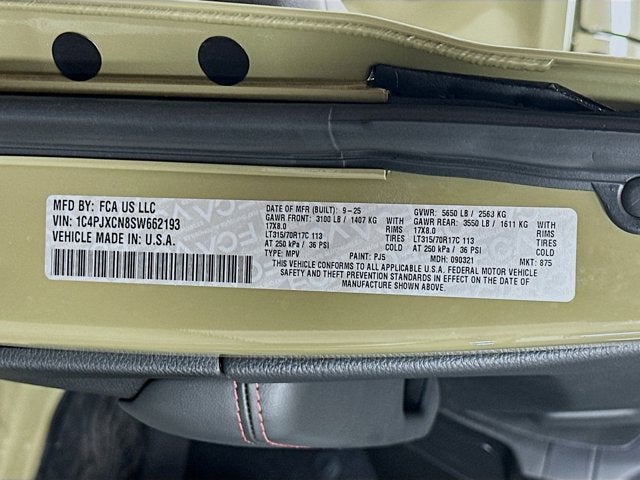 MFD BY: FCA US LLC
VIN: 1C4PJXCN8SW662193
VEHICLE MADE IN: U.S.A.
DATE OF MFR (BUILT): 9-25
GAWR FRONT: 3100 LB / 1407 KG WITH
17X8.0 RIMS
LT315/70R17C 113 TIRES
AT 250 kPa / 36 PSI COLD
TYPE: MPV PAINT: PJ5
GVWR: 5650 LB / 2563 KG
GAWR REAR: 3550 LB / 1611 KG WITH
17X8.0 RIMS
LT315/70R17C 113 TIRES
AT 250 kPa / 36 PSI COLD
MDH: 090321 MKT: 875
THIS VEHICLE CONFORMS TO ALL APPLICABLE U.S.A. FEDERAL MOTOR VEHICLE
SAFETY AND THEFT PREVENTION STANDARDS IN EFFECT ON THE DATE OF
MANUFACTURE SHOWN ABOVE.